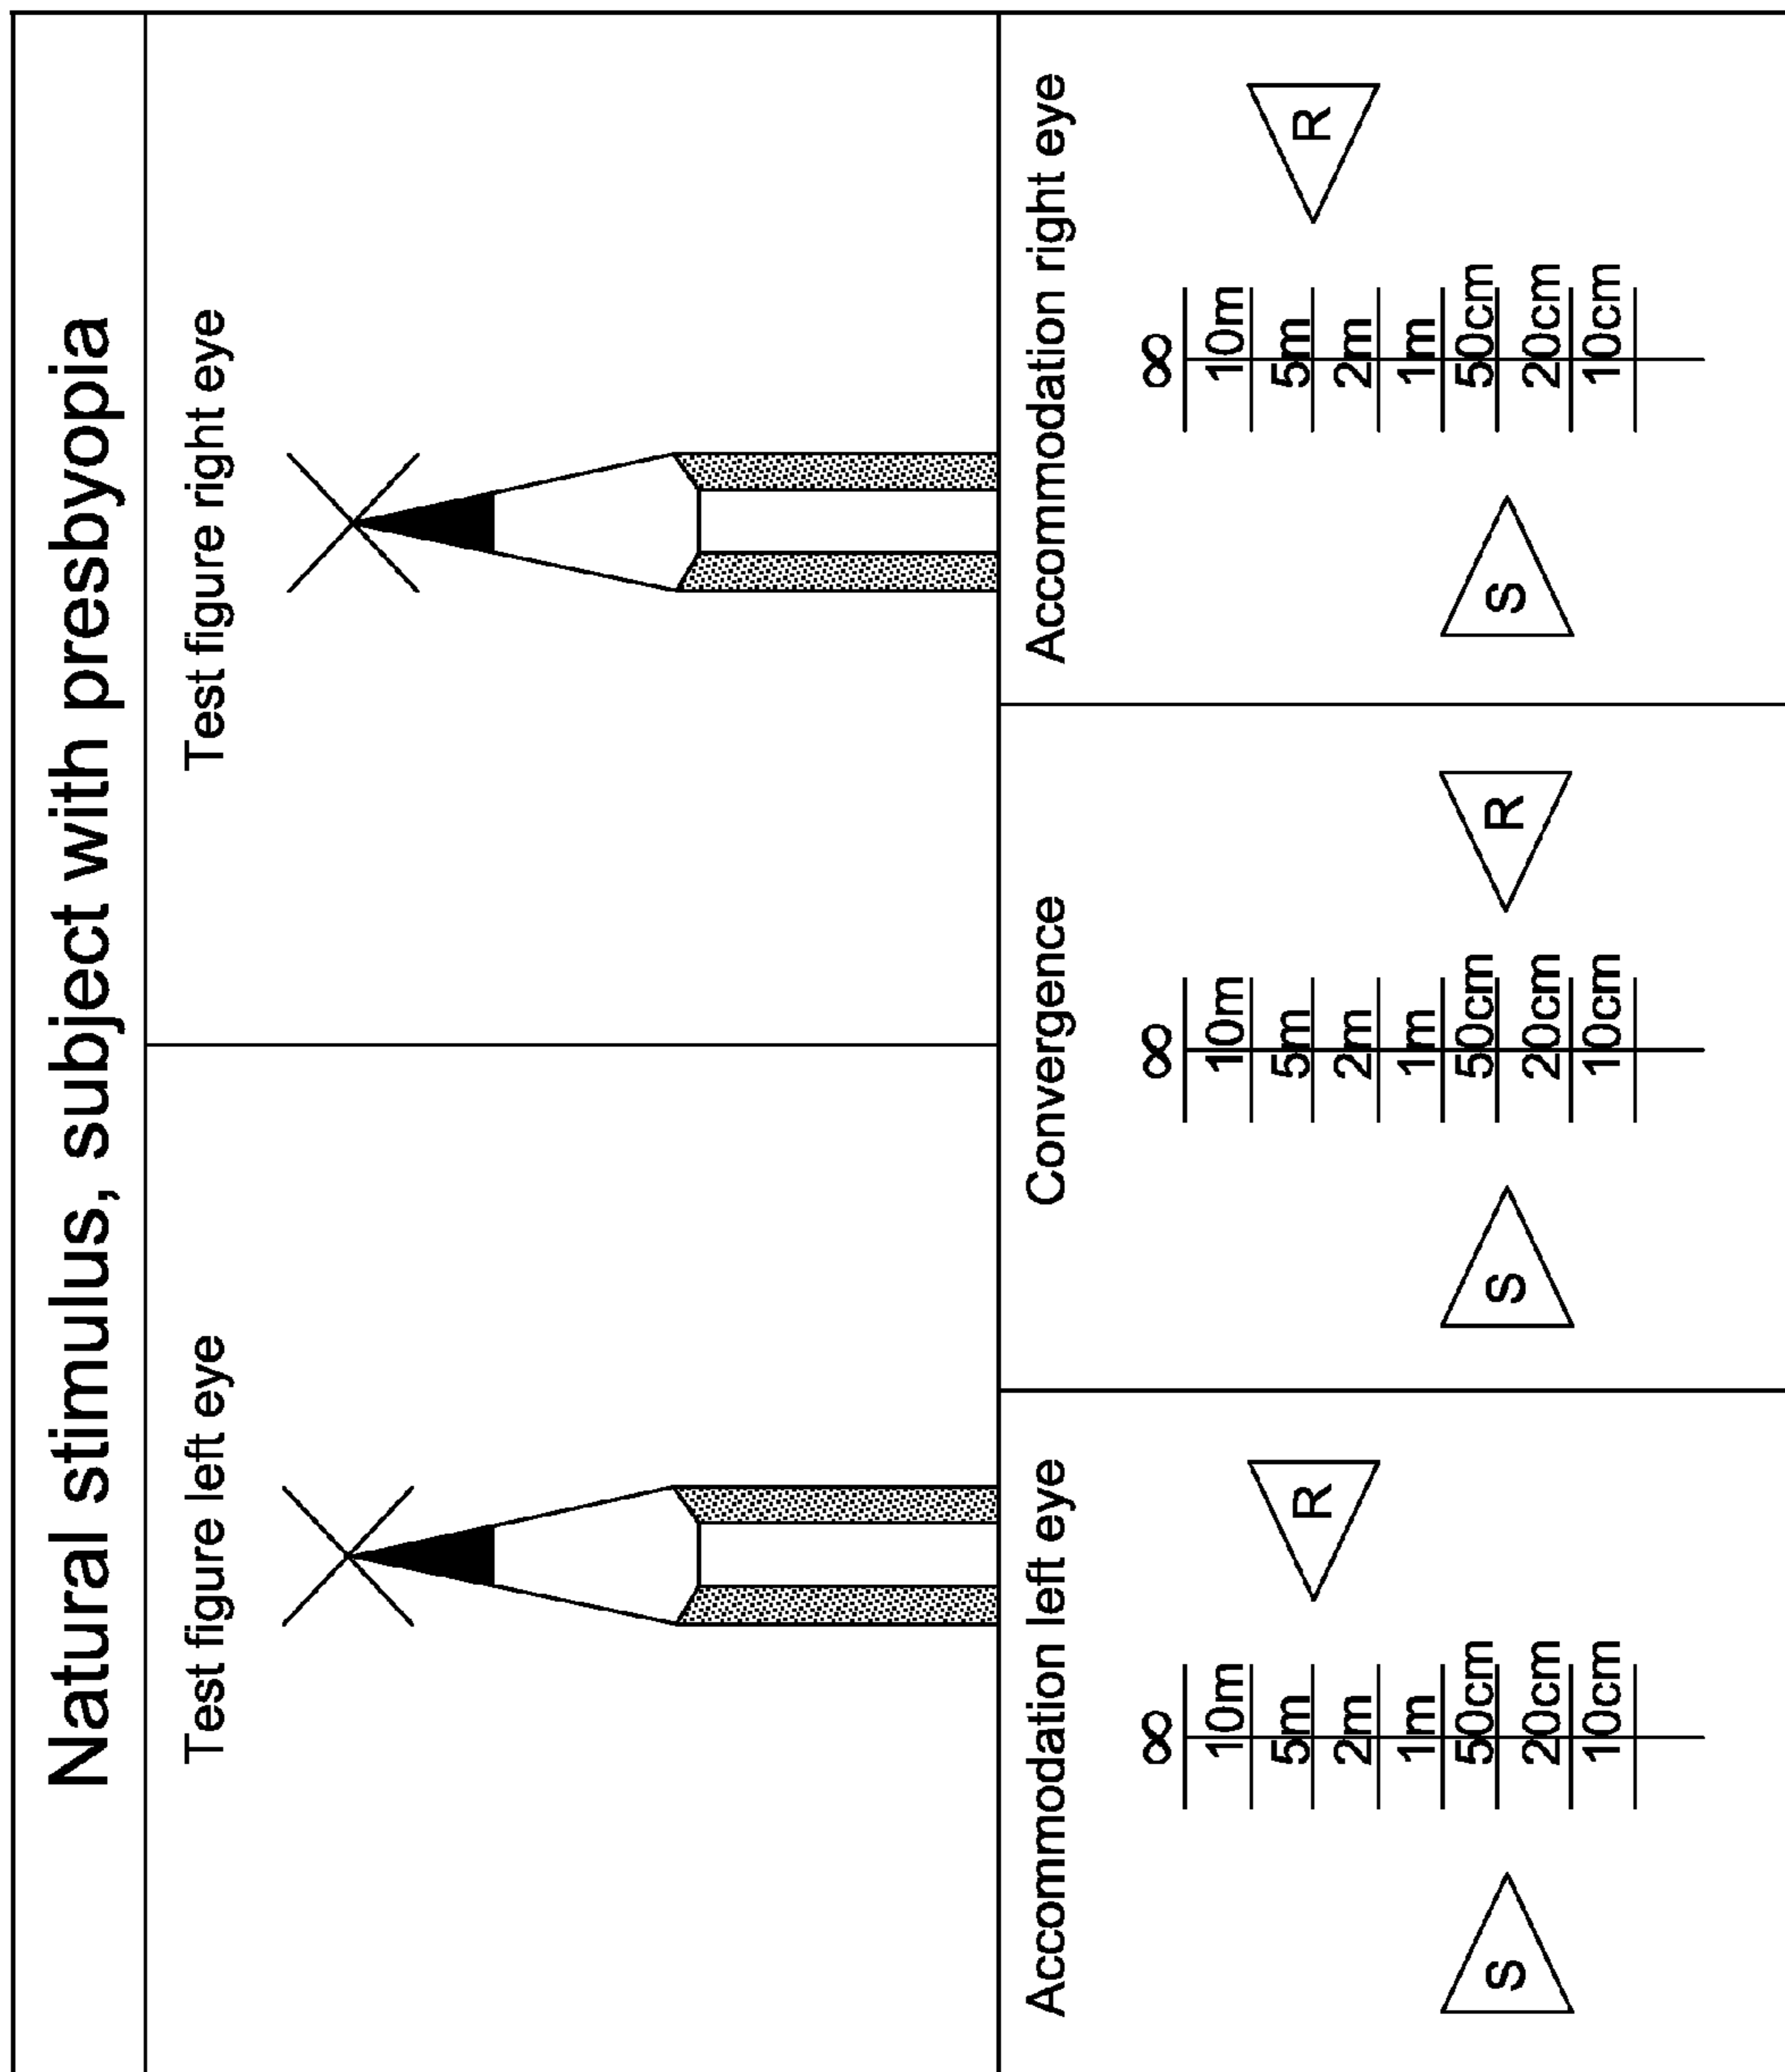 Natural stimulus, subject with presbyopia
Test figure left eye
Test figure right eye
Accommodation left eye
∞
10m
5m
2m
1m
50cm
20cm
10cm
S
R
Convergence
∞
10m
5m
2m
1m
50cm
20cm
10cm
S
R
Accommodation right eye
∞
10m
5m
2m
1m
50cm
20cm
10cm
S
R